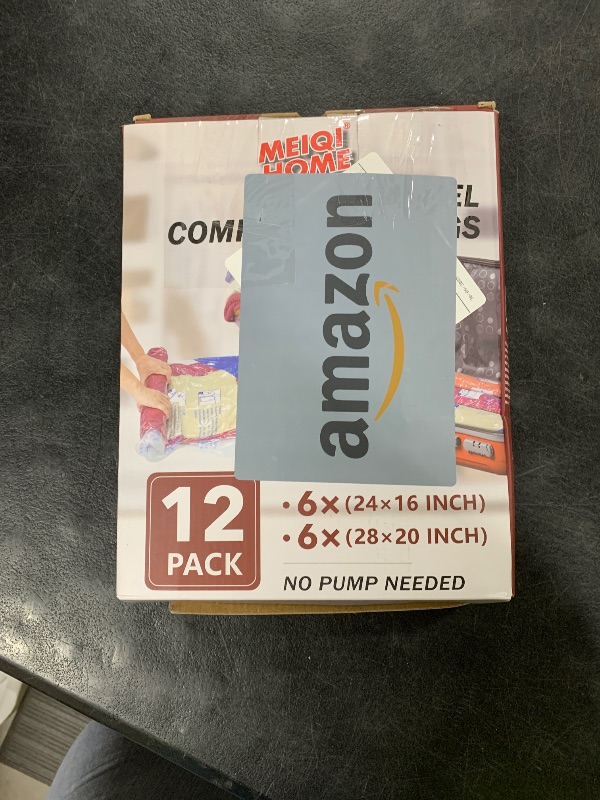 MEIQI®
HOME
EL
COM
GS
amazon
12
PACK
• 6× (24×16 INCH)
• 6× (28×20 INCH)
NO PUMP NEEDED